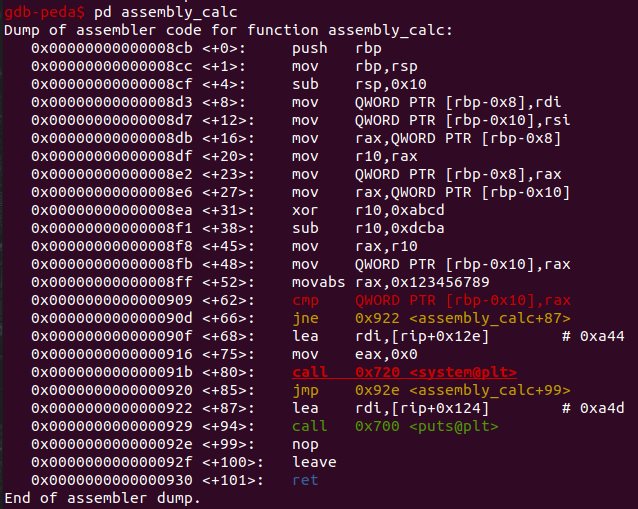 gdb-peda$ pd assembly_calc
Dump of assembler code for function assembly_calc:
   0x00000000000008cb <+0>:     push   rbp
   0x00000000000008cc <+1>:     mov    rbp,rsp
   0x00000000000008cf <+4>:     sub    rsp,0x10
   0x00000000000008d3 <+8>:     mov    QWORD PTR [rbp-0x8],rdi
   0x00000000000008d7 <+12>:    mov    QWORD PTR [rbp-0x10],rsi
   0x00000000000008db <+16>:    mov    rax,QWORD PTR [rbp-0x8]
   0x00000000000008df <+20>:    mov    r10,rax
   0x00000000000008e2 <+23>:    mov    QWORD PTR [rbp-0x8],rax
   0x00000000000008e6 <+27>:    mov    rax,QWORD PTR [rbp-0x10]
   0x00000000000008ea <+31>:    xor    r10,0xabcd
   0x00000000000008f1 <+38>:    sub    r10,0xdcba
   0x00000000000008f8 <+45>:    mov    rax,r10
   0x00000000000008fb <+48>:    mov    QWORD PTR [rbp-0x10],rax
   0x00000000000008ff <+52>:    movabs rax,0x123456789
   0x0000000000000909 <+62>:    cmp    QWORD PTR [rbp-0x10],rax
   0x000000000000090d <+66>:    jne    0x922 <assembly_calc+87>
   0x000000000000090f <+68>:    lea    rdi,[rip+0x12e]        # 0xa44
   0x0000000000000916 <+75>:    mov    eax,0x0
   0x000000000000091b <+80>:    call   0x720 <system@plt>
   0x0000000000000920 <+85>:    jmp    0x92e <assembly_calc+99>
   0x0000000000000922 <+87>:    lea    rdi,[rip+0x124]        # 0xa4d
   0x0000000000000929 <+94>:    call   0x700 <puts@plt>
   0x000000000000092e <+99>:    nop
   0x000000000000092f <+100>:   leave
   0x0000000000000930 <+101>:   ret
End of assembler dump.